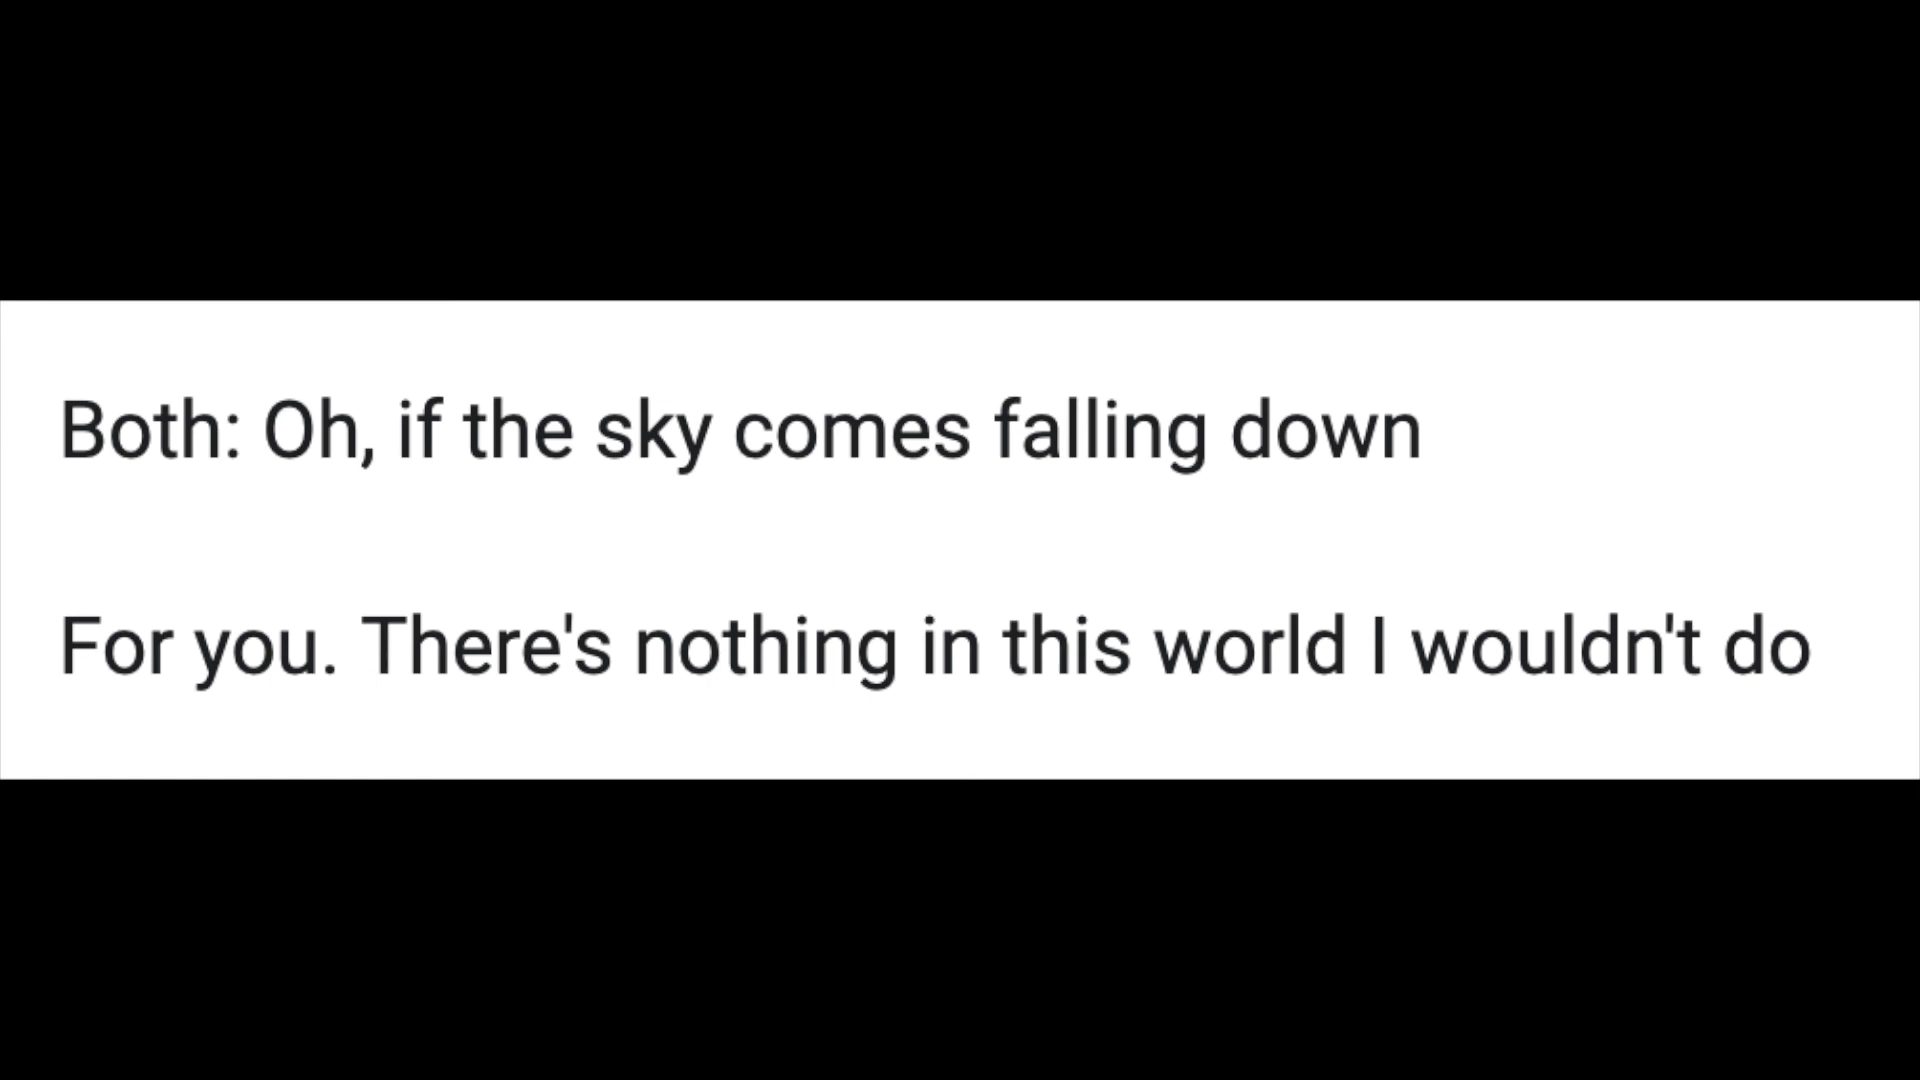 Both: Oh, if the sky comes falling down
For you. There's nothing in this world I wouldn't do